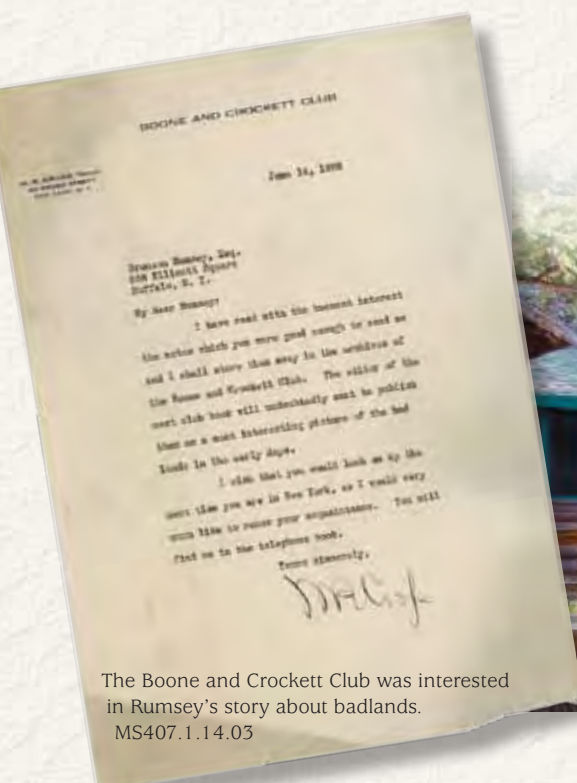 BOONE AND CROCKETT CLUB
June 14,
Bronson Rumsey, Esq.
Ellicott Square
Buffalo, N. Y.
My dear Rumsey:
I have read with the keenest interest
the notes which you were good enough to send me
and I shall store them away in the archives of
the Boone and Crockett Club. The editor of the
next club book will undoubtedly want to publish
them as a most interesting picture of the bad
lands in the early days.
I wish that you would look me up the
next time you are in New York, as I would very
much like to renew your acquaintance. You will
find me in the telephone book.
Yours sincerely,
The Boone and Crockett Club was interested
in Rumsey's story about badlands.
MS407.1.14.03